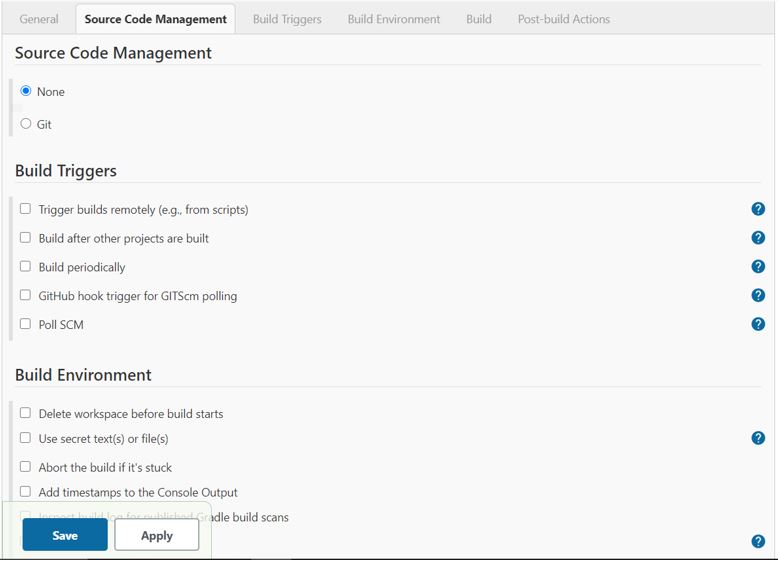 General Source Code Management Build Triggers Build Environment Build Post-build Actions
Source Code Management
None
Git
Build Triggers
Trigger builds remotely (e.g., from scripts) ?
Build after other projects are built ?
Build periodically ?
GitHub hook trigger for GITScm polling ?
Poll SCM ?
Build Environment
Delete workspace before build starts
Use secret text(s) or file(s) ?
Abort the build if it's stuck
Add timestamps to the Console Output
Inspect build log for published Gradle build scans
Save Apply ?